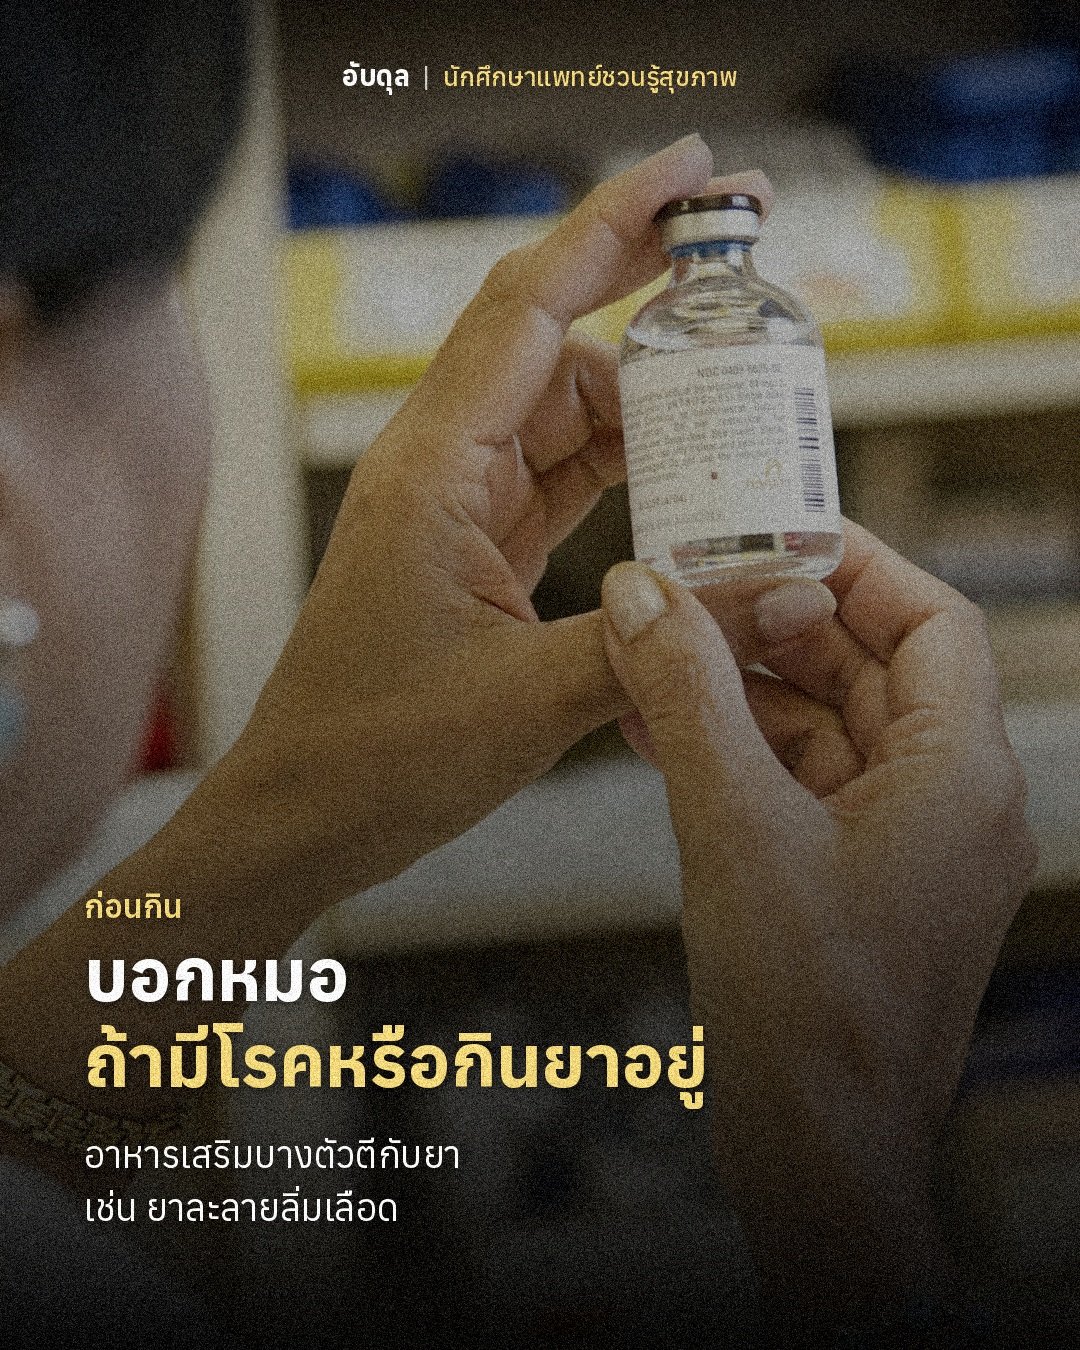 อับดุล | นักศึกษาแพทย์ชวนรู้สุขภาพ
ก่อนกิน
บอกหมอ
ถ้ามีโรคหรือกินยาอยู่
อาหารเสริมบางตัวตีกับยา
เช่น ยาละลายลิ่มเลือด